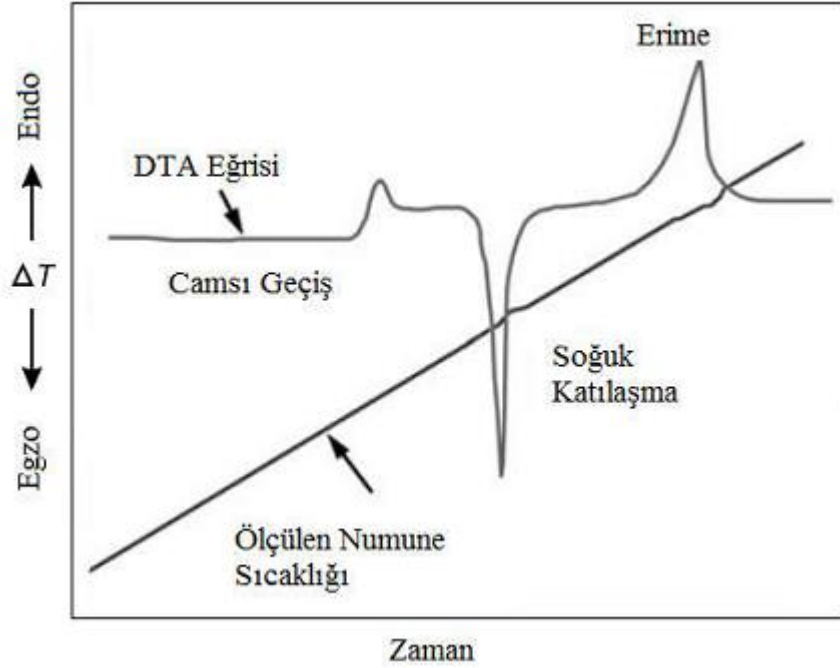 Erime
Endo
DTA Eğrisi
ΔT
Camsı Geçiş
Soğuk
Katılaşma
Egzo
Ölçülen Numune
Sıcaklığı
Zaman